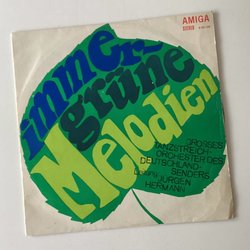 AMIGA
STEREO
immer-
grüne
Melodien
GROSSES
TANZSTREICH-
ORCHESTER DES
DEUTSCHLAND-
SENDERS
Leitung:
JÜRGEN
HERMANN